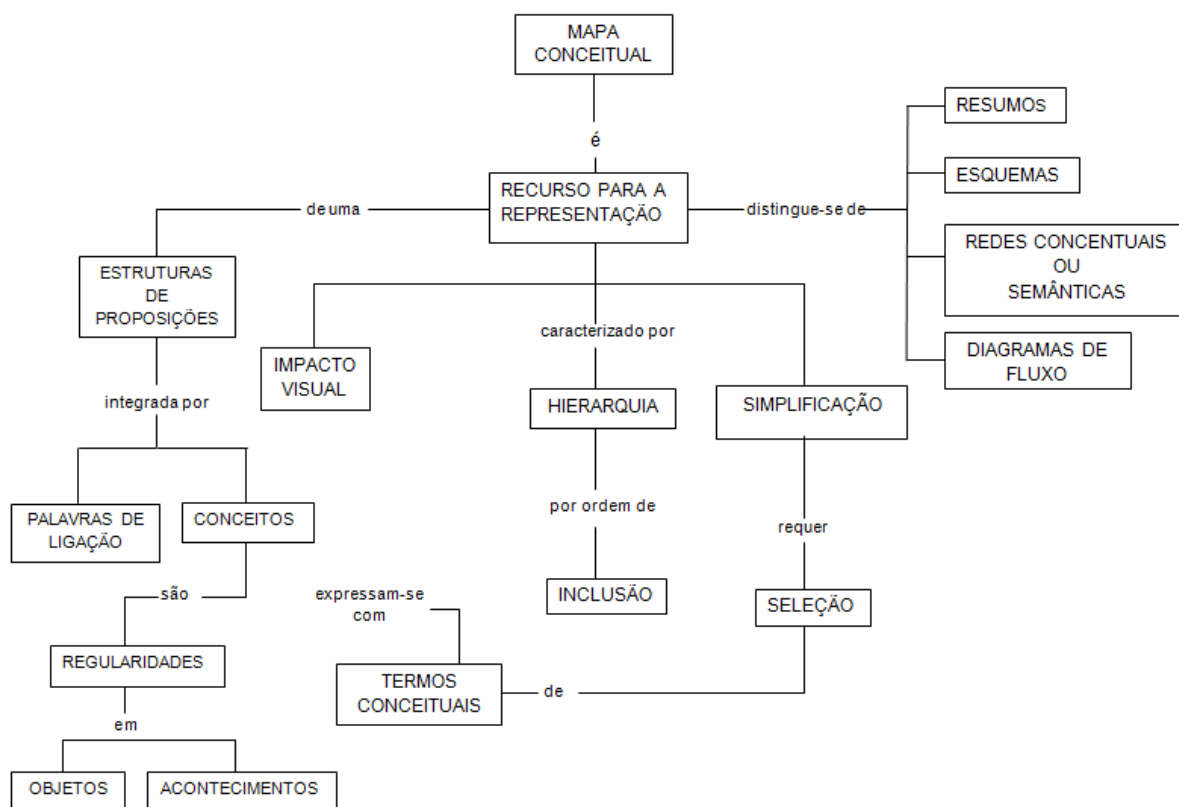 MAPA
CONCEITUAL
é
RECURSO PARA A
REPRESENTAÇÃO
de uma
distingue-se de
RESUMOs
ESQUEMAS
REDES CONCENTUAIS
OU
SEMÂNTICAS
DIAGRAMAS DE
FLUXO
ESTRUTURAS
DE
PROPOSIÇÕES
IMPACTO
VISUAL
caracterizado por
HIERARQUIA
SIMPLIFICAÇÃO
integrada por
PALAVRAS DE
LIGAÇÃO
CONCEITOS
por ordem de
requer
são
expressam-se
com
INCLUSÃO
SELEÇÃO
REGULARIDADES
TERMOS
CONCEITUAIS
de
em
OBJETOS
ACONTECIMENTOS